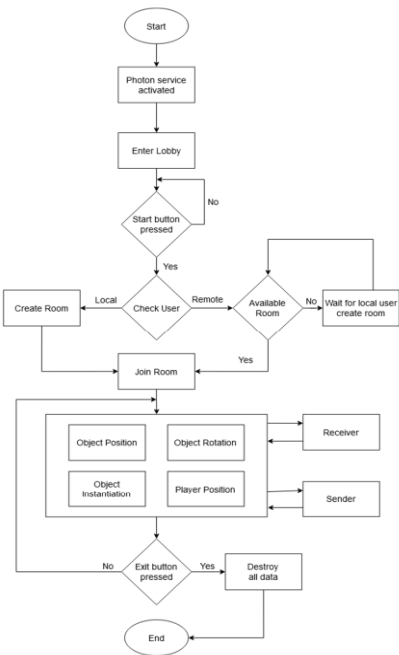 Start
Photon service
activated
Enter Lobby
No
Start button
pressed
Yes
Create Room
Local
Check User
Remote
Available
Room
No
Wait for local user
create room
Yes
Join Room
Object Position
Object Rotation
Receiver
Object
Instantiation
Player Position
Sender
No
Exit button
pressed
Yes
Destroy
all data
End